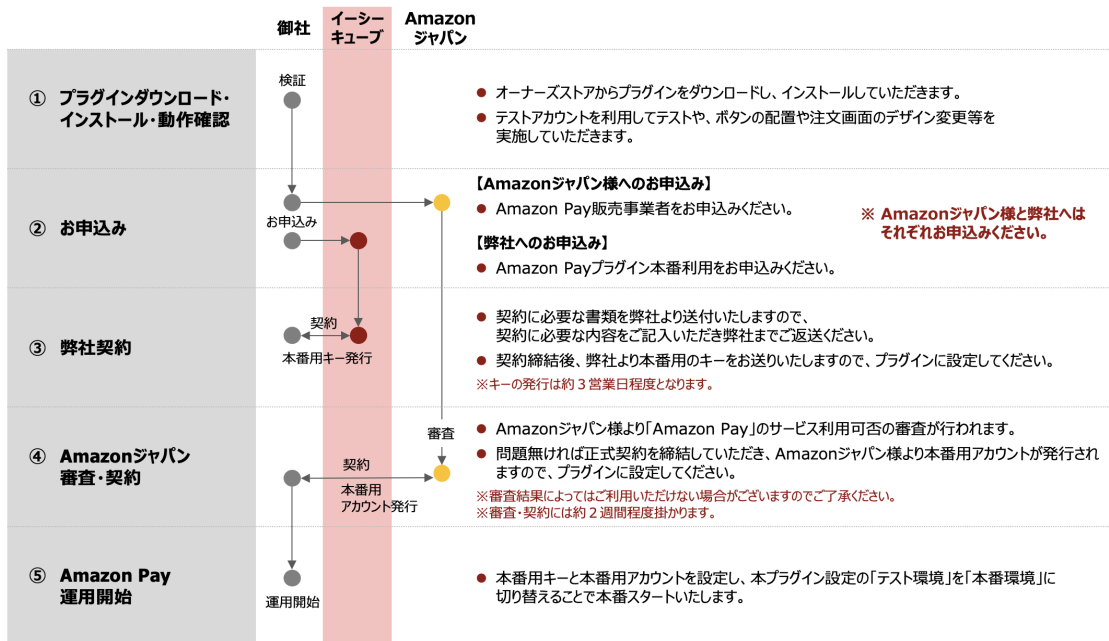 御社
イーシー
キューブ
Amazon
ジャパン
① プラグインダウンロード・
インストール・動作確認
検証
● オーナーズストアからプラグインをダウンロードし、インストールしていただきます。
● テストアカウントを利用してテストや、ボタンの配置や注文画面のデザイン変更等を
実施していただきます。
② お申込み
お申込み
【Amazonジャパン様へのお申込み】
● Amazon Pay販売事業者をお申込みください。
【弊社へのお申込み】
● Amazon Payプラグイン本番利用をお申込みください。
※ Amazonジャパン様と弊社へは
それぞれお申込みください。
③ 弊社契約
契約
本番用キー発行
● 契約に必要な書類を弊社より送付いたしますので、
契約に必要な内容をご記入いただき弊社までご返送ください。
● 契約締結後、弊社より本番用のキーをお送りいたしますので、プラグインに設定してください。
※キーの発行は約3営業日程度となります。
④ Amazonジャパン
審査・契約
審査
契約
本番用
アカウント発行
● Amazonジャパン様より「Amazon Pay」のサービス利用可否の審査が行われます。
● 問題無ければ正式契約を締結していただき、Amazonジャパン様より本番用アカウントが発行され
ますので、プラグインに設定してくだい。
※審査結果によってはご利用いただけない場合がございますのでご了承ください。
※審査・契約には約2週間程度掛かります。
⑤ Amazon Pay
運用開始
運用開始
● 本番用キーと本番用アカウントを設定し、本プラグイン設定の「テスト環境」を「本番環境」に
切り替えることで本番スタートいたします。